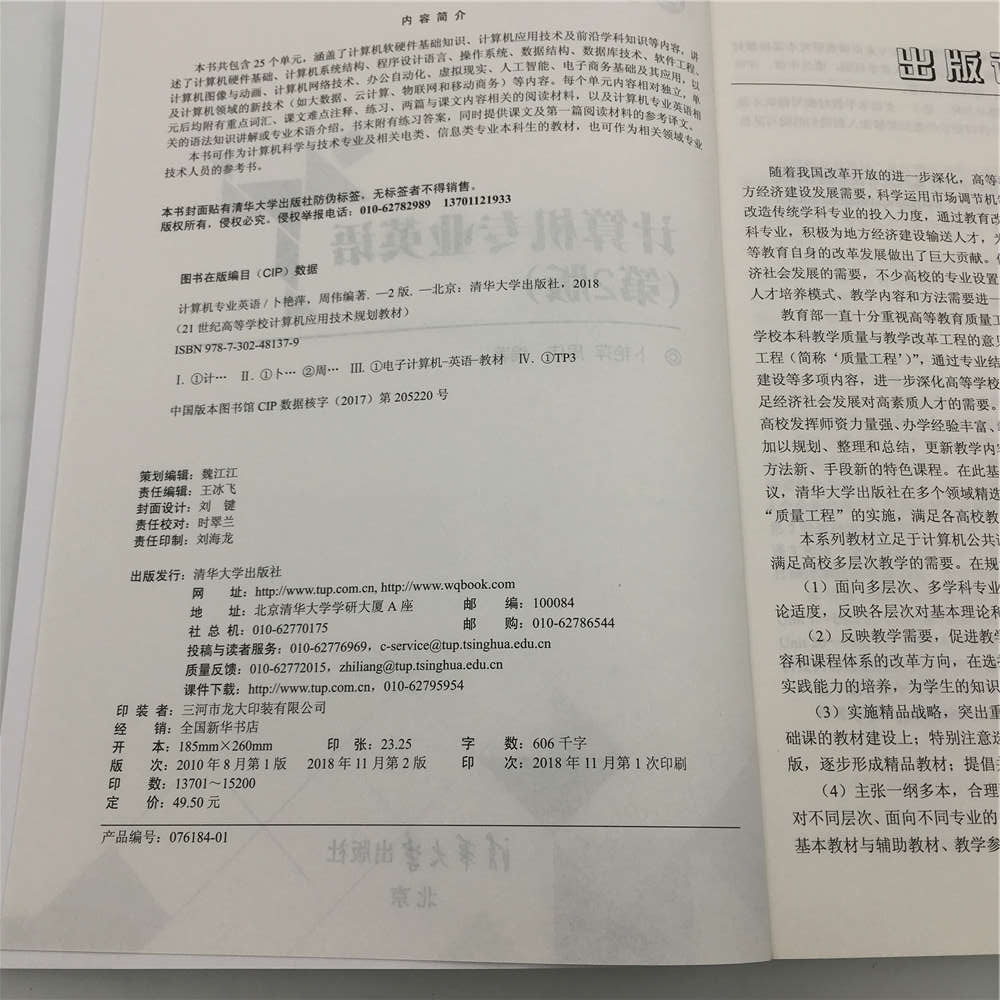 内容简介
本书共包含25个单元，涵盖了计算机软硬件基础知识、计算机应用技术及前沿学科知识等内容，讲
述了计算机硬件基础、计算机系统结构、程序设计语言、操作系统、数据结构、数据库技术、软件工程、
计算机图像与动画、计算机网络技术、办公自动化、虚拟现实、人工智能、电子商务基础及其应用，以
及计算机领域的新技术（如大数据、云计算、物联网和移动商务）等内容。每个单元内容相对独立，单
元后均附有重点词汇、课文难点注释、练习、两篇与课文内容相关的阅读材料，以及计算机专业英语相
关的语法知识讲解或专业术语介绍。书末附有练习答案，同时提供课文及第一篇阅读材料的参考译文。
本书可作为计算机科学与技术专业及相关电类、信息类专业本科生的教材，也可作为相关领域专业
技术人员的参考书。
本书封面贴有清华大学出版社防伪标签，无标签者不得销售。
版权所有，侵权必究。侵权举报电话：010-62782989 13701121933
图书在版编目（CIP）数据
计算机专业英语/卜艳萍，周伟编著. —2版. —北京：清华大学出版社，2018
（21世纪高等学校计算机应用技术规划教材）
ISBN 978-7-302-48137-9
Ⅰ. ①计… Ⅱ. ①卜… ②周… Ⅲ. ①电子计算机-英语-教材 Ⅳ. ①TP3
中国版本图书馆CIP数据核字（2017）第205220号
策划编辑：魏江江
责任编辑：王冰飞
封面设计：刘 键
责任校对：时翠兰
责任印制：刘海龙
出版发行：清华大学出版社
网 址：http://www.tup.com.cn, http://www.wqbook.com
地 址：北京清华大学学研大厦A座 邮 编：100084
社 总 机：010-62770175 邮 购：010-62786544
投稿与读者服务：010-62776969，c-service@tup.tsinghua.edu.cn
质量反馈：010-62772015，zhiliang@tup.tsinghua.edu.cn
课件下载：http://www.tup.com.cn，010-62795954
印 装 者：三河市龙大印装有限公司
经 销：全国新华书店
开 本：185mm×260mm 印 张：23.25 字 数：606千字
版 次：2010年8月第1版 2018年11月第2版 印 次：2018年11月第1次印刷
印 数：13701～15200
定 价：49.50元
产品编号：076184-01
出版
随着我国改革开放的进一步深化，高等
方经济建设发展需要，科学运用市场调节机
改造传统学科专业的投入力度，通过教育改
科专业，积极为地方经济建设输送人才，
等教育自身的改革发展做出了巨大贡献。
济社会发展的需要，不少高校的专业设置
人才培养模式、教学内容和方法需要进一
教育部一直十分重视高等教育质量工
学校本科教学质量与教学改革工程的意见
工程（简称‘质量工程’）”，通过专业结
建设等多项内容，进一步深化高等学校
足经济社会发展对高素质人才的需要。
高校发挥师资力量强、办学经验丰富、
加以规划、整理和总结，更新教学内
方法新、手段新的特色课程。在此基
议，清华大学出版社在多个领域精选
“质量工程”的实施，满足各高校教
本系列教材立足于计算机公共
满足高校多层次教学的需要。在规
（1）面向多层次、多学科专业
论适度，反映各层次对基本理论和
（2）反映教学需要，促进教学
容和课程体系的改革方向，在选
实践能力的培养，为学生的知识
（3）实施精品战略，突出重
础课的教材建设上；特别注意选
版，逐步形成精品教材；提倡
（4）主张一纲多本，合理
对不同层次、面向不同专业的
基本教材与辅助教材、教学参